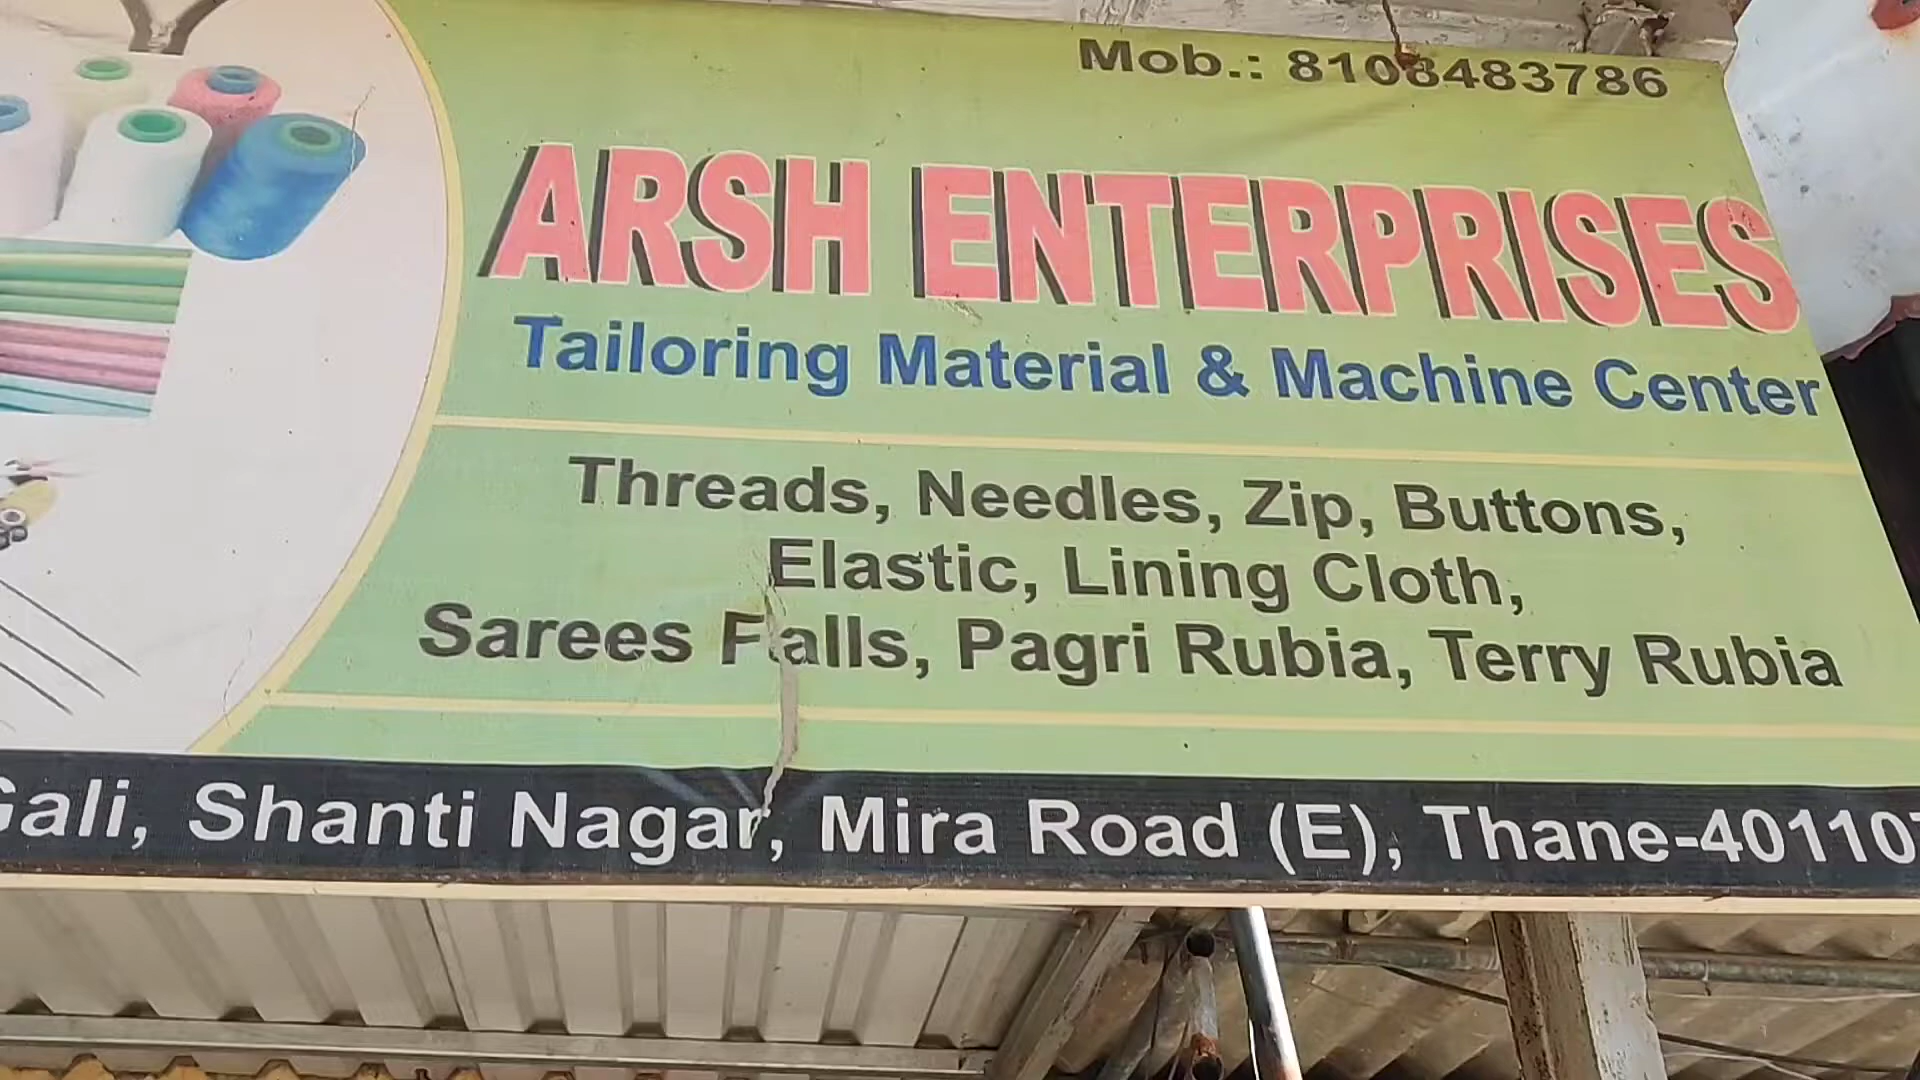 Mob.: 8108483786
ARSH ENTERPRISES
Tailoring Material & Machine Center
Threads, Needles, Zip, Buttons,
Elastic, Lining Cloth,
Sarees Falls, Pagri Rubia, Terry Rubia
Gali, Shanti Nagar, Mira Road (E), Thane-401107